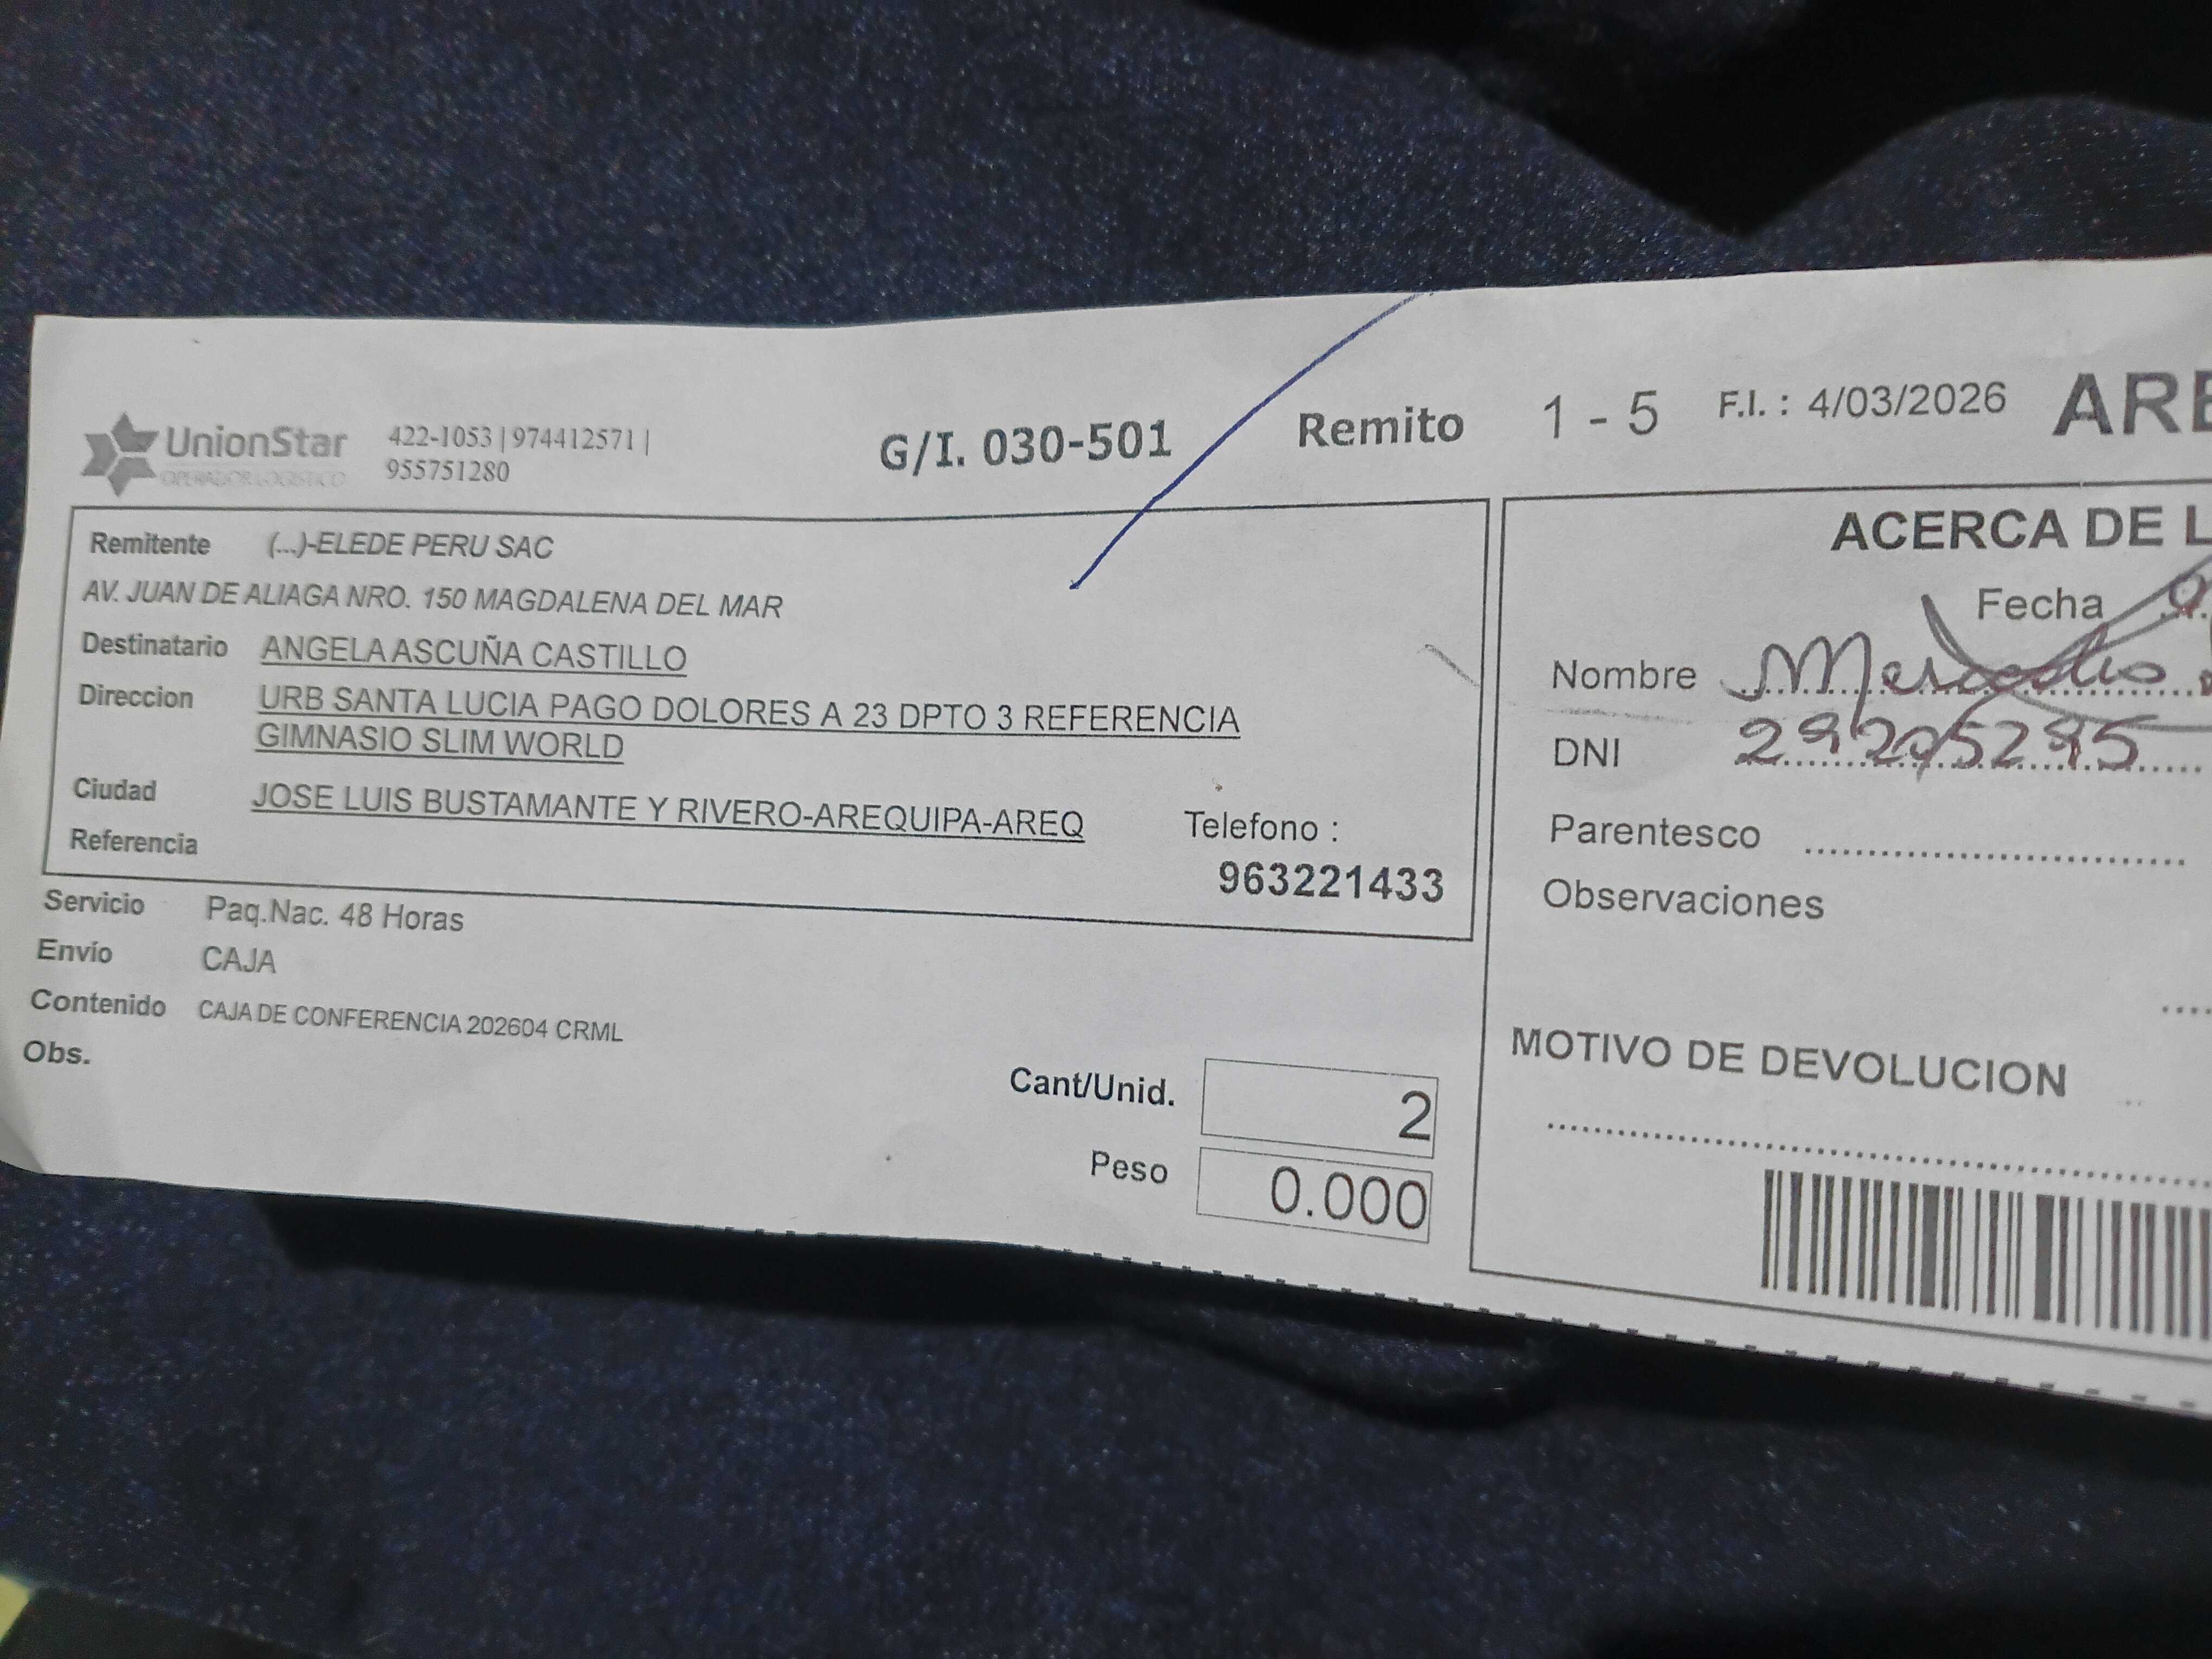 UnionStar
OPERADOR LOGISTICO
422-1053 | 974412571 |
955751280
G/I. 030-501
Remito 1 - 5 F.I. : 4/03/2026
Remitente (...)-ELEDE PERU SAC
AV. JUAN DE ALIAGA NRO. 150 MAGDALENA DEL MAR
Destinatario ANGELA ASCUÑA CASTILLO
Direccion URB SANTA LUCIA PAGO DOLORES A 23 DPTO 3 REFERENCIA
GIMNASIO SLIM WORLD
Ciudad JOSE LUIS BUSTAMANTE Y RIVERO-AREQUIPA-AREQ
Telefono :
963221433
Referencia
Servicio Paq.Nac. 48 Horas
Envío CAJA
Contenido CAJA DE CONFERENCIA 202604 CRML
Obs.
Cant/Unid. 2
Peso 0.000
ACERCA DE L
Fecha
Nombre
DNI
Parentesco
Observaciones
MOTIVO DE DEVOLUCION